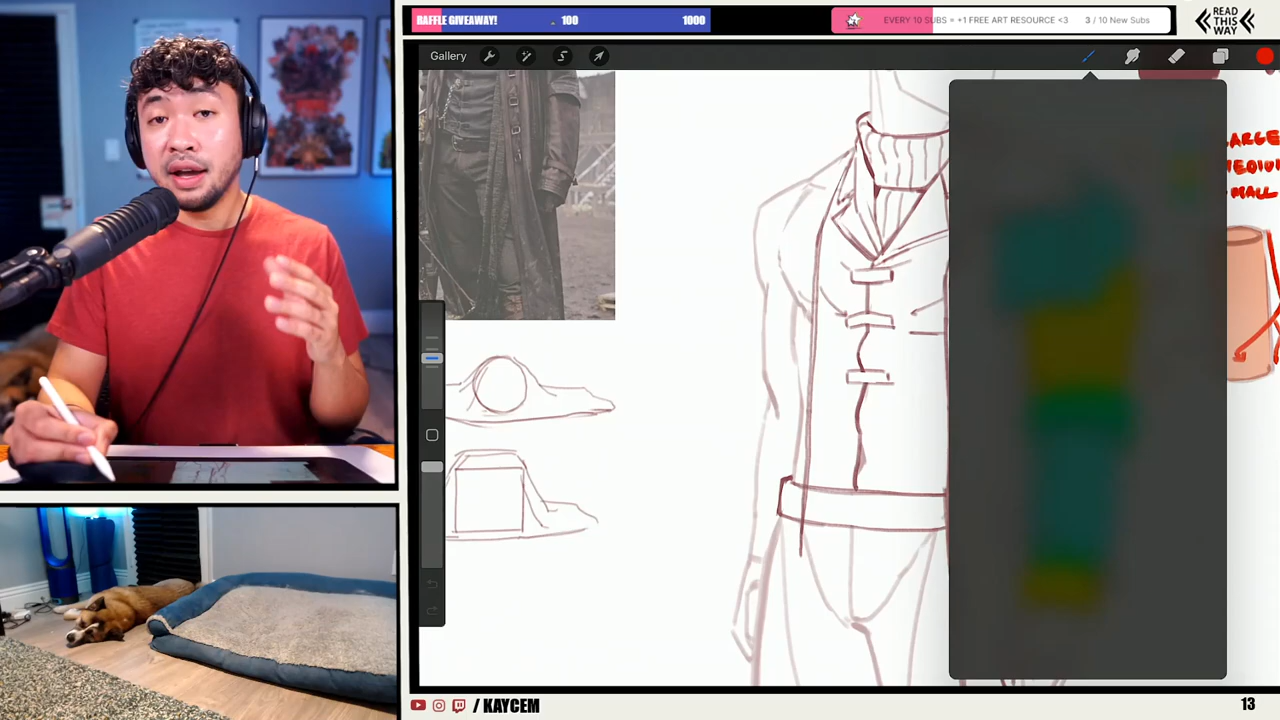 RAFFLE GIVEAWAY!
100
1000
EVERY 10 SUBS = +1 FREE ART RESOURCE <3
3 / 10 New Subs
READ
THIS
WAY
Gallery
/ KAYCEM
13